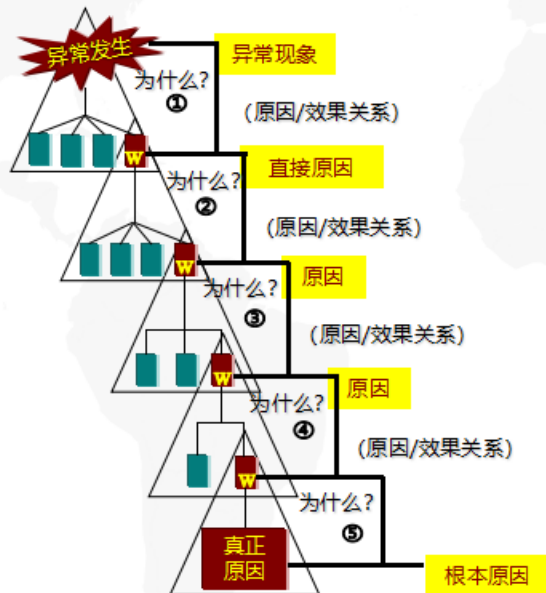 异常发生
异常现象
为什么?
①
(原因/效果关系)
W
直接原因
为什么?
②
(原因/效果关系)
W
原因
为什么?
③
(原因/效果关系)
W
原因
为什么?
④
(原因/效果关系)
W
为什么?
⑤
真正
原因
根本原因